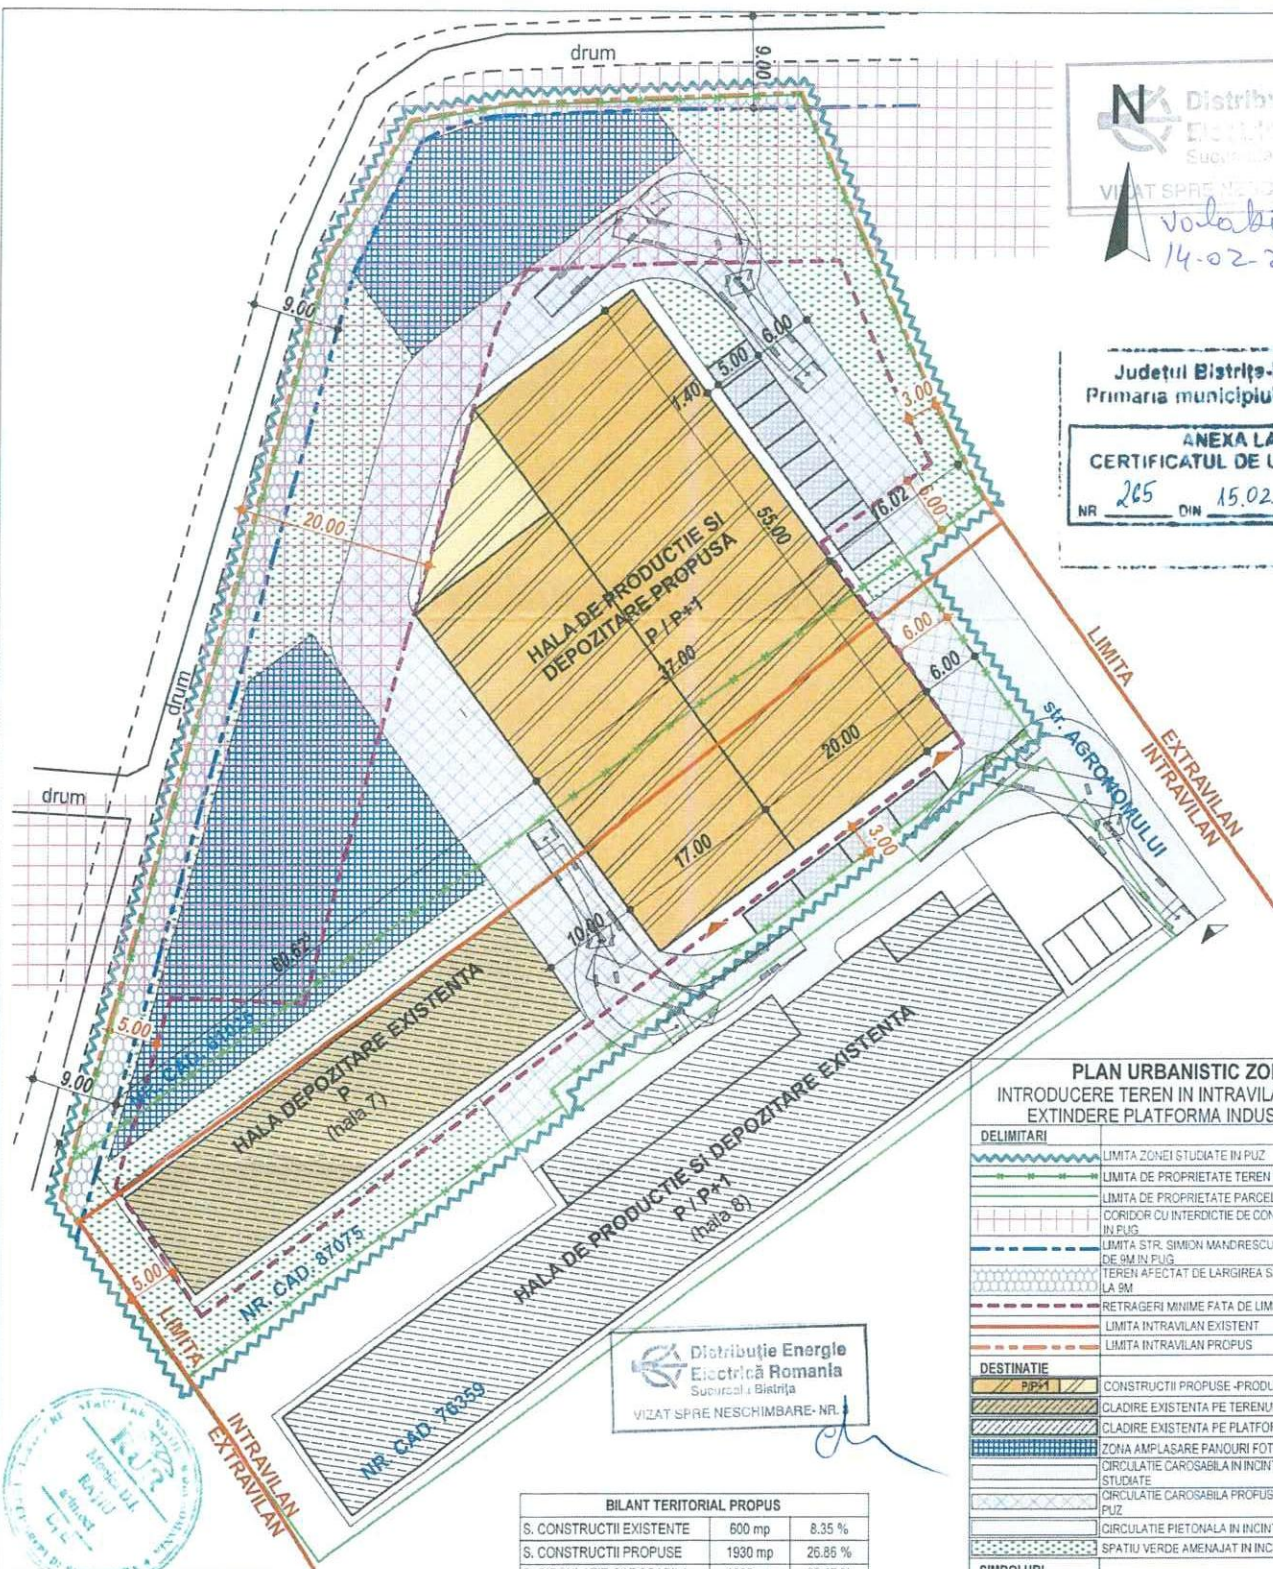 drum
9.00
N
VIZAT SPRE
14-02-
9.00
6.00
5.00
1.40
3.00
Județul Bistrița-
Primaria municipiul
ANEXA LA
CERTIFICATUL DE U
NR 265 DIN 15.02
20.00
55.00
16.02
6.00
HALA DE PRODUCTIE SI
DEPOZITARE PROPUSA
P / P+1
37.00
6.00
6.00
LIMITA
EXTRAVILAN
INTRAVILAN
str. AGRONOMULUI
drum
20.00
17.00
3.00
drum
10.00
60.62
5.00
9.00
NR. CAD.
HALA DEPOZITARE EXISTENTA
P
(hala 7)
HALA DE PRODUCTIE SI DEPOZITARE EXISTENTA
P / P+1
(hala 8)
5.00
LIMITA
NR. CAD. 87075
NR. CAD. 76359
INTRAVILAN
EXTRAVILAN
Distribuție Energie
Electrică Romania
Sucursala Bistrița
VIZAT SPRE NESCHIMBARE- NR.
RUR
PLAN URBANISTIC ZO
INTRODUCERE TEREN IN INTRAVILA
EXTINDERE PLATFORMA INDUS
DELIMITARI
LIMITA ZONEI STUDIATE IN PUZ
LIMITA DE PROPRIETATE TEREN
LIMITA DE PROPRIETATE PARCEL
CORIDOR CU INTERDICTIE DE CON
IN PUG
LIMITA STR. SIMION MANDRESCU
DE 9M IN PUG
TEREN AFECTAT DE LARGIREA S
LA 9M
RETRAGERI MINIME FATA DE LIM
LIMITA INTRAVILAN EXISTENT
LIMITA INTRAVILAN PROPUS
DESTINATIE
P/P+1 CONSTRUCTII PROPUSE -PRODU
CLADIRE EXISTENTA PE TERENU
CLADIRE EXISTENTA PE PLATFOR
ZONA AMPLASARE PANOURI FOT
CIRCULATIE CAROSABILA IN INCIN
STUDIATE
CIRCULATIE CAROSABILA PROPUS
PUZ
CIRCULATIE PIETONALA IN INCIN
SPATIU VERDE AMENAJAT IN INC
SIMBOLURI
BILANT TERITORIAL PROPUS
S. CONSTRUCTII EXISTENTE 600 mp 8.35 %
S. CONSTRUCTII PROPUSE 1930 mp 26.86 %